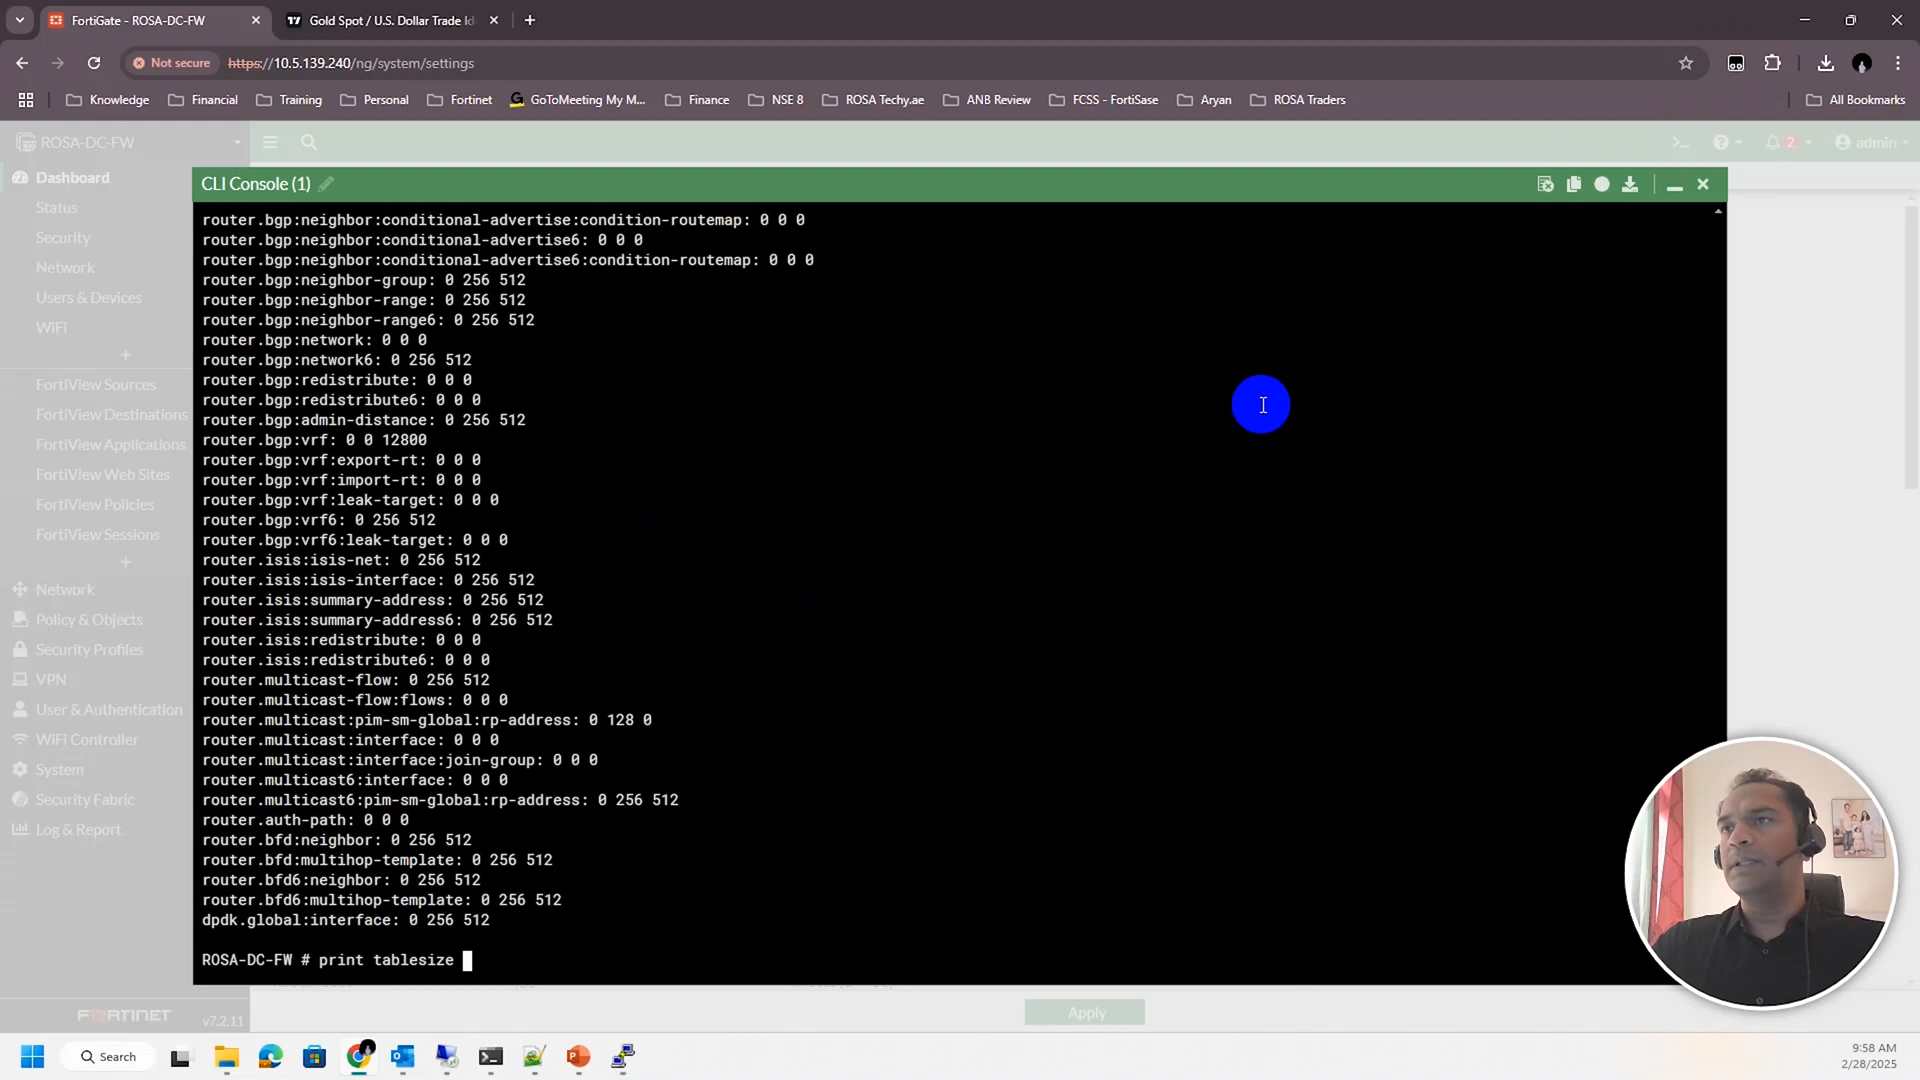 FortiGate - ROSA-DC-FW
Gold Spot / U.S. Dollar Trade Id
Not secure
https://10.5.139.240/ng/system/settings
Knowledge
Financial
Training
Personal
Fortinet
GoToMeeting My M...
Finance
NSE 8
ROSA Techy.ae
ANB Review
FCSS - FortiSase
Aryan
ROSA Traders
All Bookmarks
ROSA-DC-FW
2
admin
Dashboard
Status
Security
Network
Users & Devices
WiFi
FortiView Sources
FortiView Destinations
FortiView Applications
FortiView Web Sites
FortiView Policies
FortiView Sessions
Network
Policy & Objects
Security Profiles
VPN
User & Authentication
WiFi Controller
System
Security Fabric
Log & Report
FORTINET
v7.2.11
CLI Console (1)
router.bgp:neighbor:conditional-advertise:condition-routemap: 0 0 0
router.bgp:neighbor:conditional-advertise6: 0 0 0
router.bgp:neighbor:conditional-advertise6:condition-routemap: 0 0 0
router.bgp:neighbor-group: 0 256 512
router.bgp:neighbor-range: 0 256 512
router.bgp:neighbor-range6: 0 256 512
router.bgp:network: 0 0 0
router.bgp:network6: 0 256 512
router.bgp:redistribute: 0 0 0
router.bgp:redistribute6: 0 0 0
router.bgp:admin-distance: 0 256 512
router.bgp:vrf: 0 0 12800
router.bgp:vrf:export-rt: 0 0 0
router.bgp:vrf:import-rt: 0 0 0
router.bgp:vrf:leak-target: 0 0 0
router.bgp:vrf6: 0 256 512
router.bgp:vrf6:leak-target: 0 0 0
router.isis:isis-net: 0 256 512
router.isis:isis-interface: 0 256 512
router.isis:summary-address: 0 256 512
router.isis:summary-address6: 0 256 512
router.isis:redistribute: 0 0 0
router.isis:redistribute6: 0 0 0
router.multicast-flow: 0 256 512
router.multicast-flow:flows: 0 0 0
router.multicast:pim-sm-global:rp-address: 0 128 0
router.multicast:interface: 0 0 0
router.multicast:interface:join-group: 0 0 0
router.multicast6:interface: 0 0 0
router.multicast6:pim-sm-global:rp-address: 0 256 512
router.auth-path: 0 0 0
router.bfd:neighbor: 0 256 512
router.bfd:multihop-template: 0 256 512
router.bfd6:neighbor: 0 256 512
router.bfd6:multihop-template: 0 256 512
dpdk.global:interface: 0 256 512
ROSA-DC-FW # print tablesize
Apply
Search
9:58 AM
2/28/2025